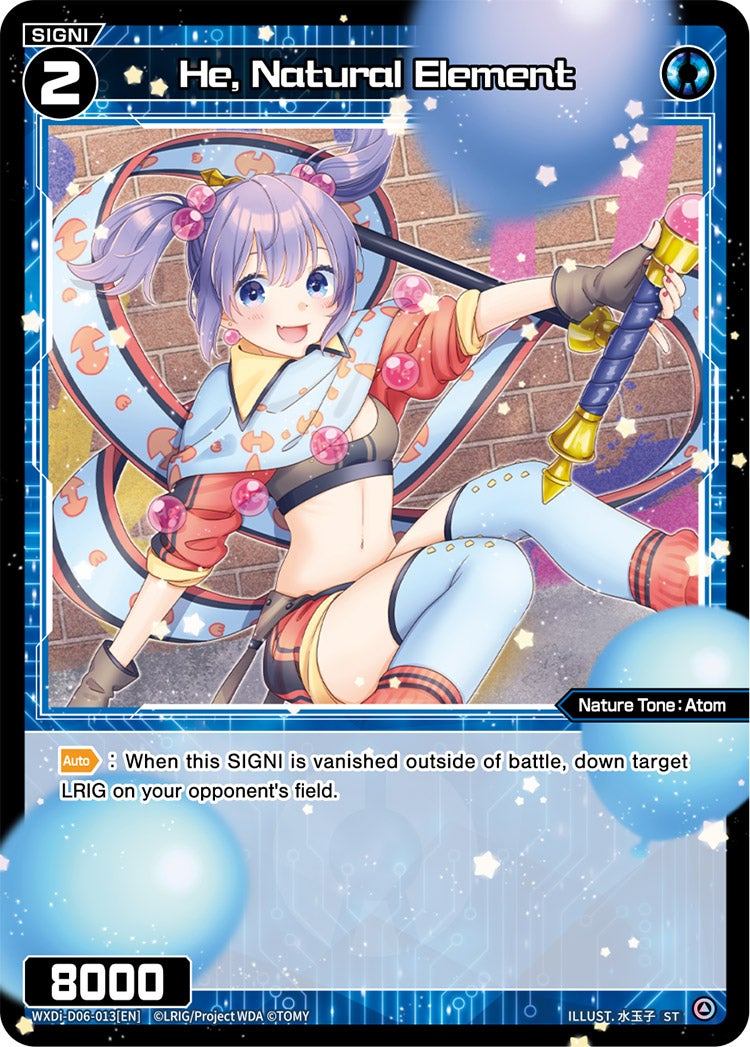 SIGNI
2
He, Natural Element
Nature Tone：Atom
Auto : When this SIGNI is vanished outside of battle, down target
LRIG on your opponent's field.
8000
WXDi-D06-013[EN] ©LRIG/Project WDA ©TOMY
ILLUST. 水玉子 ST